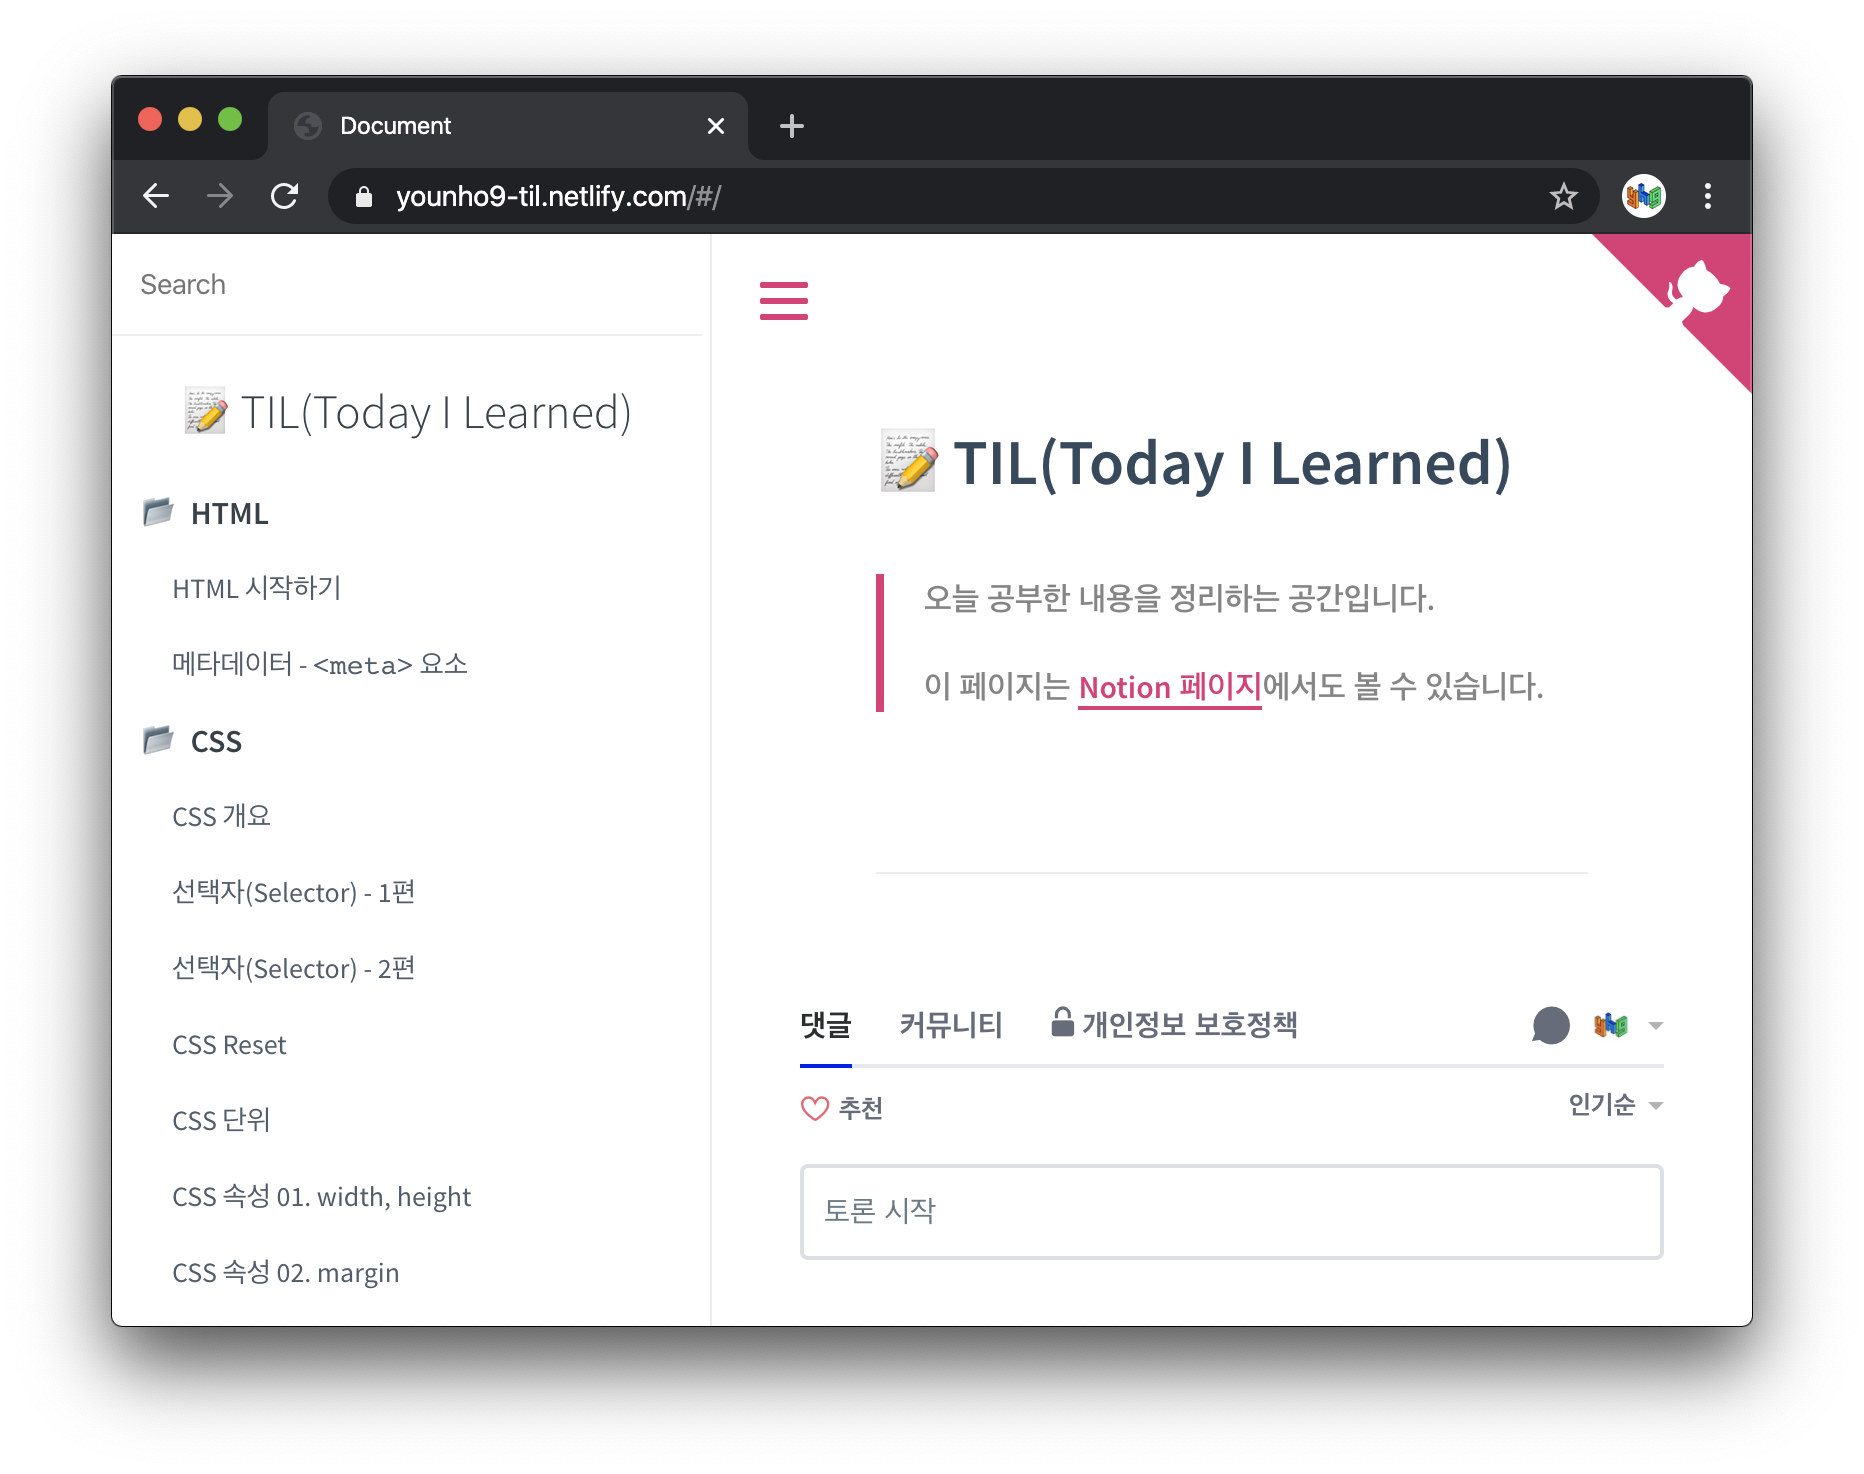 Document
younho9-til.netlify.com/#/
Search
TIL(Today I Learned)
HTML
HTML 시작하기
메타데이터 - <meta> 요소
CSS
CSS 개요
선택자(Selector) - 1편
선택자(Selector) - 2편
CSS Reset
CSS 단위
CSS 속성 01. width, height
CSS 속성 02. margin
TIL(Today I Learned)
오늘 공부한 내용을 정리하는 공간입니다.
이 페이지는 Notion 페이지에서도 볼 수 있습니다.
댓글 커뮤니티 개인정보 보호정책
추천 인기순
토론 시작